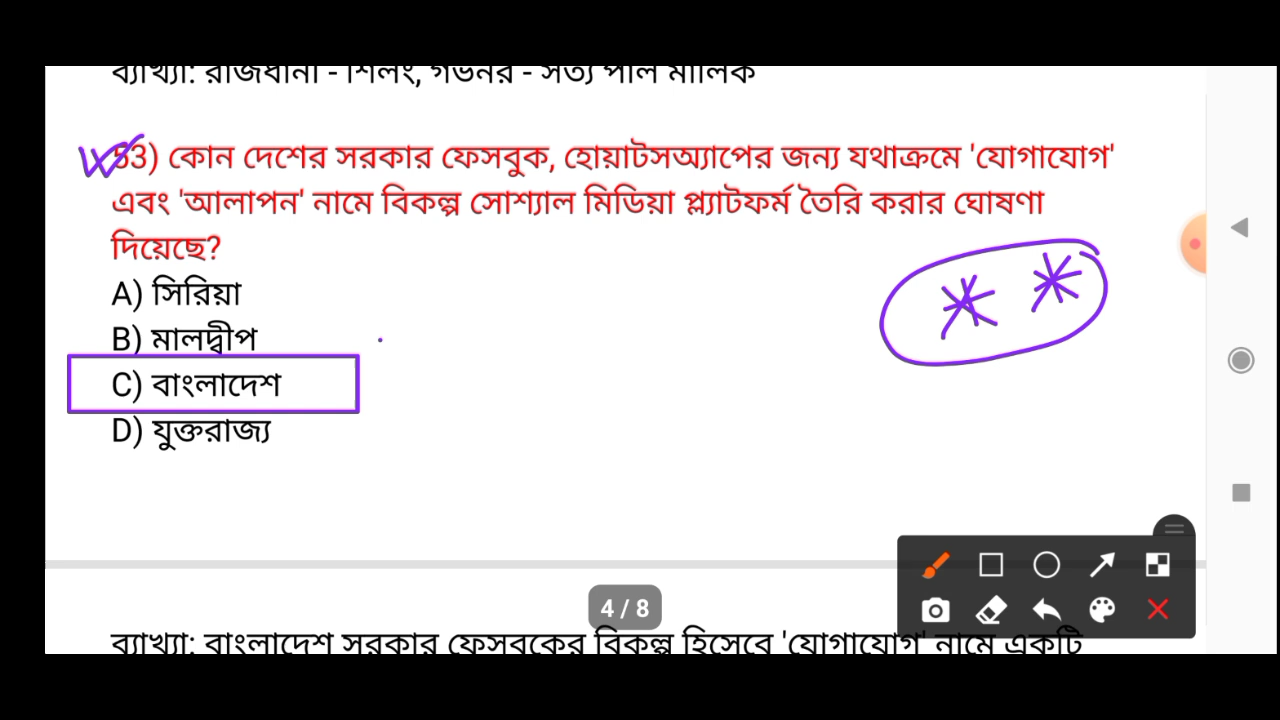 ব্যাখ্যা: রাজধানী - শিলং, গভর্নর - সত্য পাল মালিক
53) কোন দেশের সরকার ফেসবুক, হোয়াটসঅ্যাপের জন্য যথাক্রমে 'যোগাযোগ'
এবং 'আলাপন' নামে বিকল্প সোশ্যাল মিডিয়া প্ল্যাটফর্ম তৈরি করার ঘোষণা
দিয়েছে?
A) সিরিয়া
B) মালদ্বীপ
C) বাংলাদেশ
D) যুক্তরাজ্য
4 / 8
ব্যাখ্যা: বাংলাদেশ সরকার ফেসবুকের বিকল্প হিসেবে 'যোগাযোগ' নামে একটি